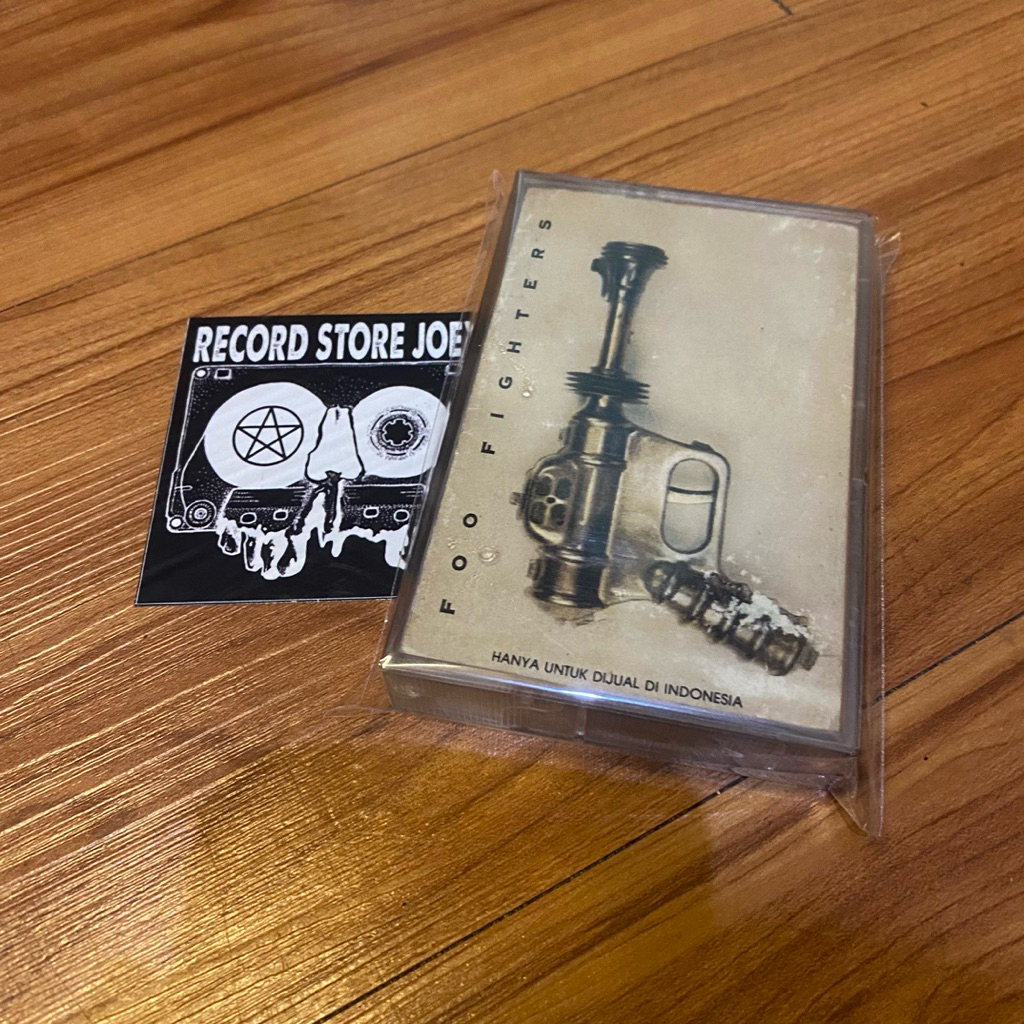 RECORD STORE JOE
FOO FIGHTERS
HANYA UNTUK DIJUAL DI INDONESIA